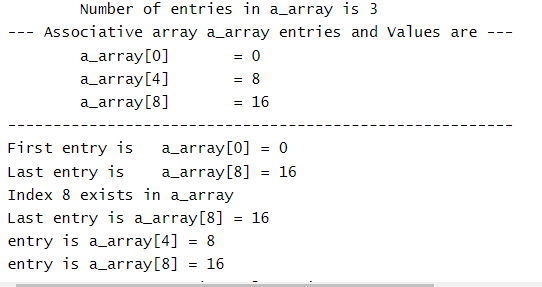 Number of entries in a_array is 3
--- Associative array a_array entries and Values are ---
a_array[0] = 0
a_array[4] = 8
a_array[8] = 16
--------------------------------------------------------
First entry is a_array[0] = 0
Last entry is a_array[8] = 16
Index 8 exists in a_array
Last entry is a_array[8] = 16
entry is a_array[4] = 8
entry is a_array[8] = 16